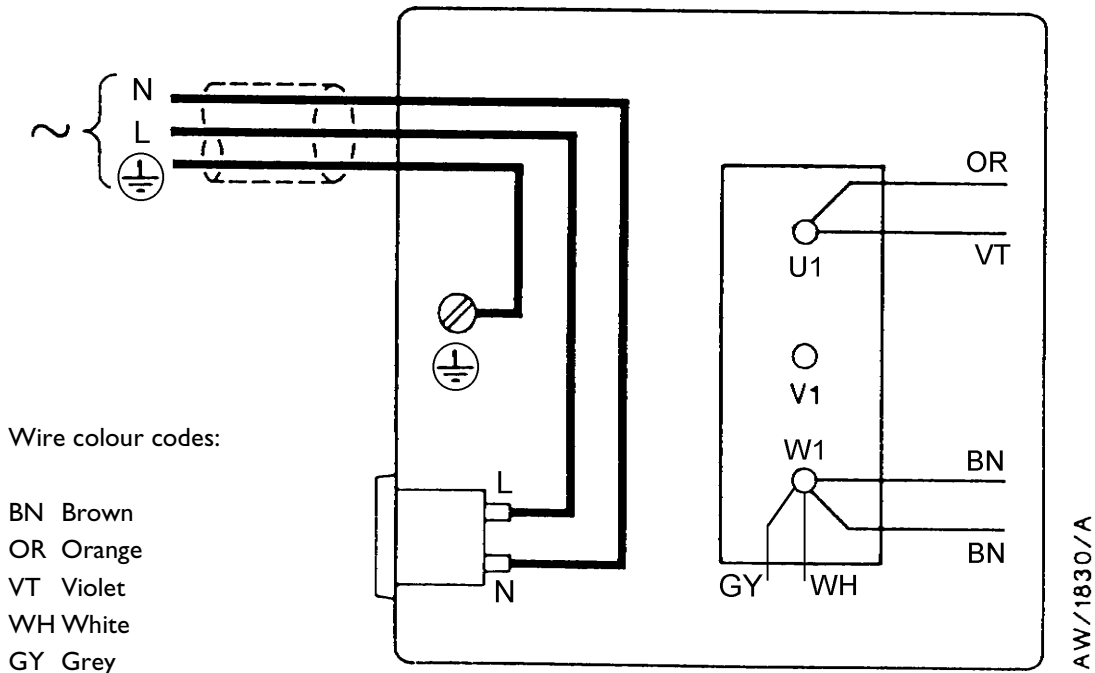 N
L
~
OR
VT
U1
V1
W1
BN
BN
GY
WH
L
N
Wire colour codes:
BN Brown
OR Orange
VT Violet
WH White
GY Grey
AW/1830/A